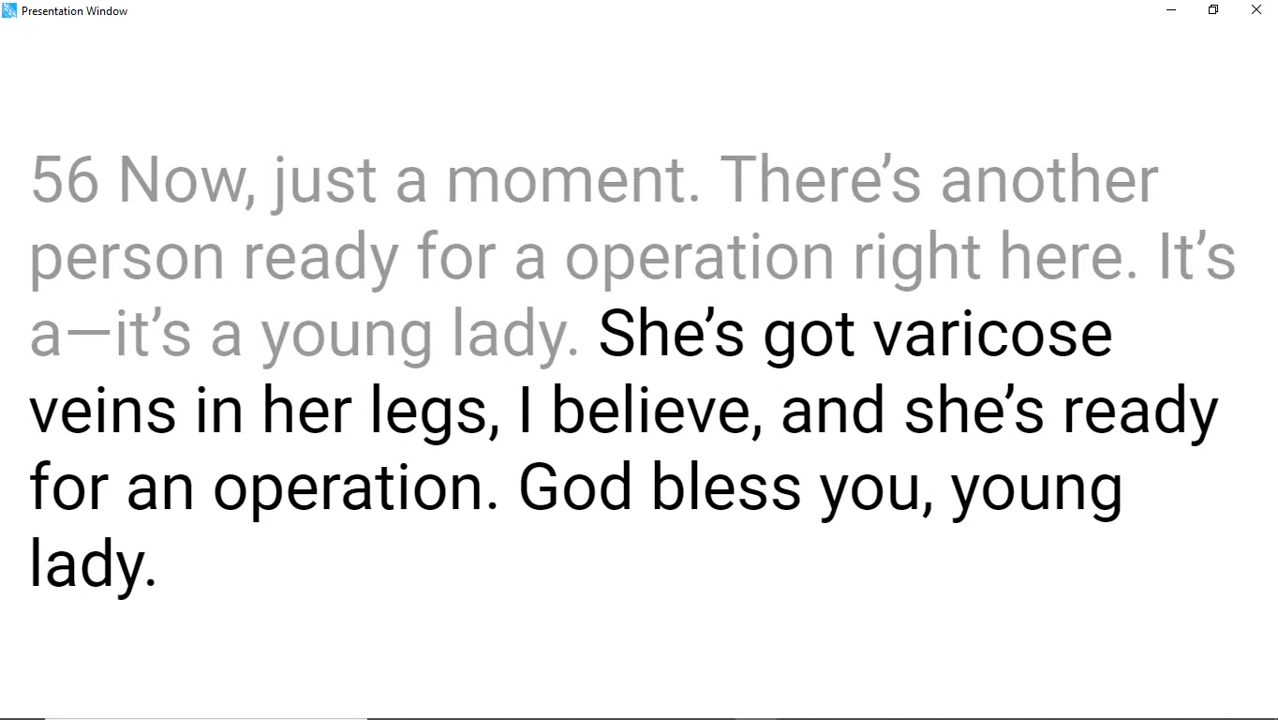 Presentation Window
56 Now, just a moment. There’s another
person ready for a operation right here. It’s
a—it’s a young lady. She’s got varicose
veins in her legs, I believe, and she’s ready
for an operation. God bless you, young
lady.